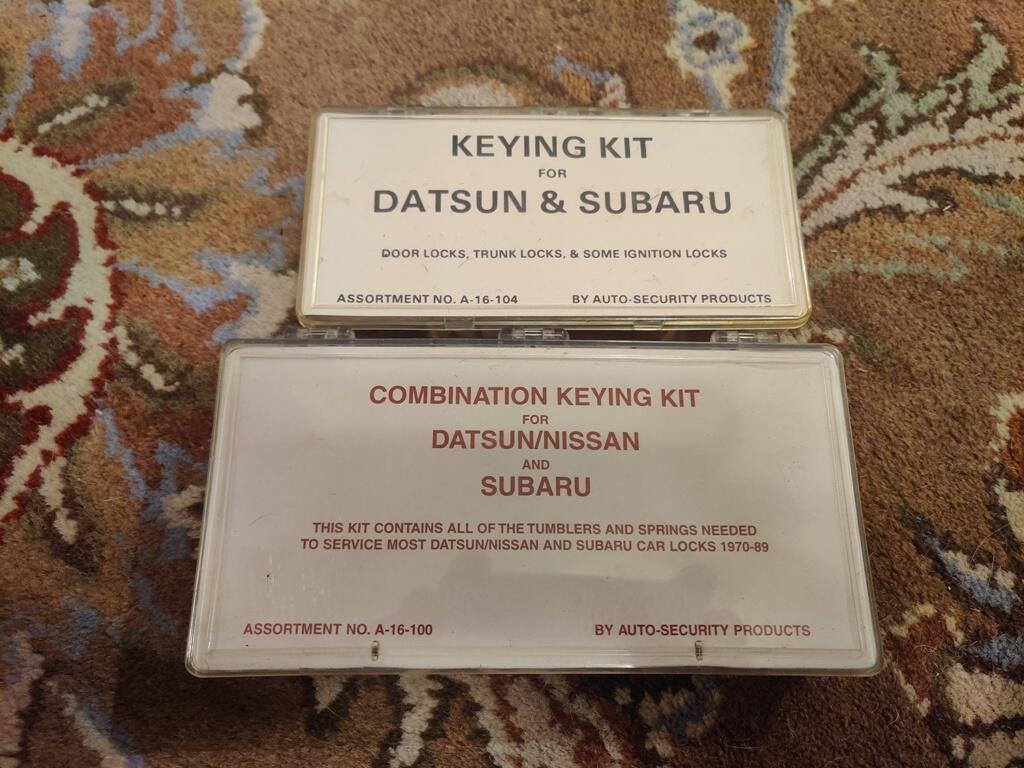 KEYING KIT
FOR
DATSUN & SUBARU
DOOR LOCKS, TRUNK LOCKS, & SOME IGNITION LOCKS
ASSORTMENT NO. A-16-104 BY AUTO-SECURITY PRODUCTS
COMBINATION KEYING KIT
FOR
DATSUN/NISSAN
AND
SUBARU
THIS KIT CONTAINS ALL OF THE TUMBLERS AND SPRINGS NEEDED
TO SERVICE MOST DATSUN/NISSAN AND SUBARU CAR LOCKS 1970-89
ASSORTMENT NO. A-16-100 BY AUTO-SECURITY PRODUCTS